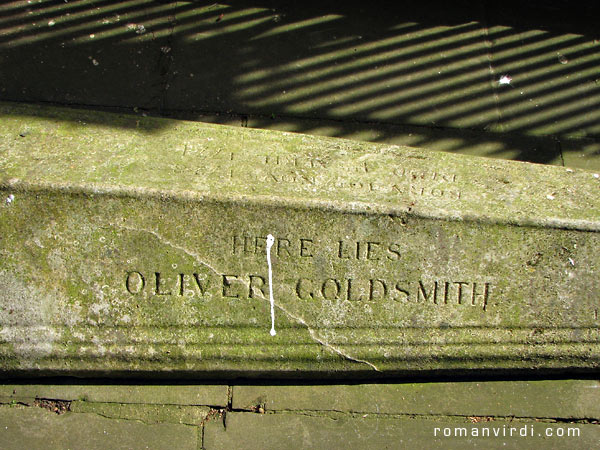 HERE LIES
OLIVER GOLDSMITH.
romanvirdi.com